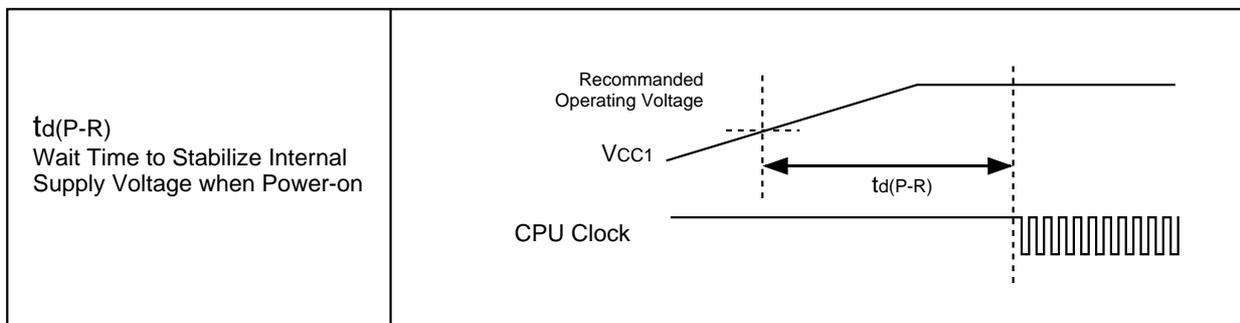 td(P-R)
Wait Time to Stabilize Internal
Supply Voltage when Power-on
Recommanded
Operating Voltage
VCC1
td(P-R)
CPU Clock